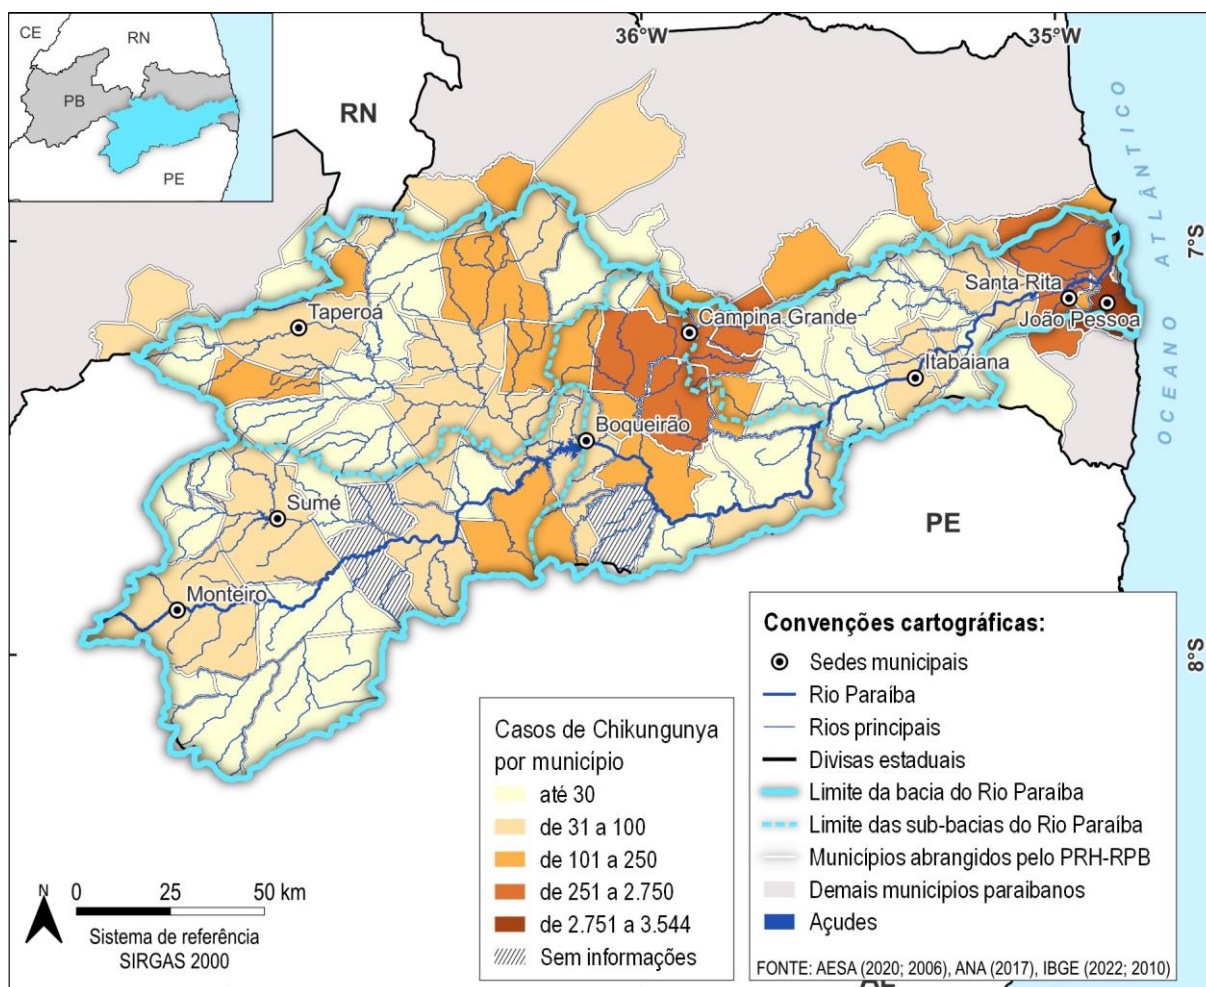 CE
RN
PB
PE
36°W
35°W
RN
7°S
OCEANO ATLÂNTICO
Santa Rita
João Pessoa
Taperoá
Campina Grande
Itabaiana
Boqueirão
Sumé
PE
Monteiro
8°S
Casos de Chikungunya
por município
até 30
de 31 a 100
de 101 a 250
de 251 a 2.750
de 2.751 a 3.544
Sem informações
Convenções cartográficas:
Sedes municipais
Rio Paraíba
Rios principais
Divisas estaduais
Limite da bacia do Rio Paraíba
Limite das sub-bacias do Rio Paraíba
Municípios abrangidos pelo PRH-RPB
Demais municípios paraibanos
Açudes
FONTE: AESA (2020; 2006), ANA (2017), IBGE (2022; 2010)
N
0 25 50 km
Sistema de referência
SIRGAS 2000